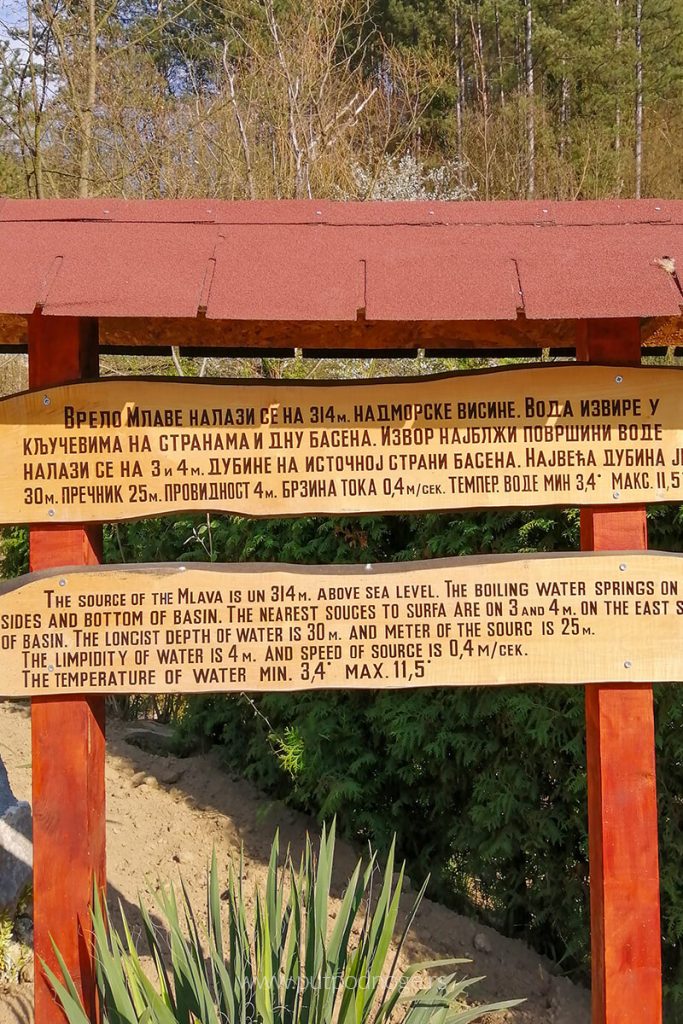 Врело Млаве налази се на 314м. надморске висине. Вода извире у
кључевима на странама и дну басена. Извор најблжи површини воде
налази се на 3 и 4м. дубине на источној страни басена. Највећа дубина је
30м. пречник 25м. провидност 4м. брзина тока 0,4м/сек. темпер. воде мин 3,4° макс. 11,5°
The source of the Mlava is un 314м. above sea level. The boiling water springs on
sides and bottom of basin. The nearest souces to surfa are on 3 and 4м. on the east s
of basin. The loncist depth of water is 30м. and meter of the sourc is 25м.
The limpidity of water is 4м. and speed of source is 0,4м/сек.
The temperature of water min. 3,4° max. 11,5°
www.putpodnoge.rs